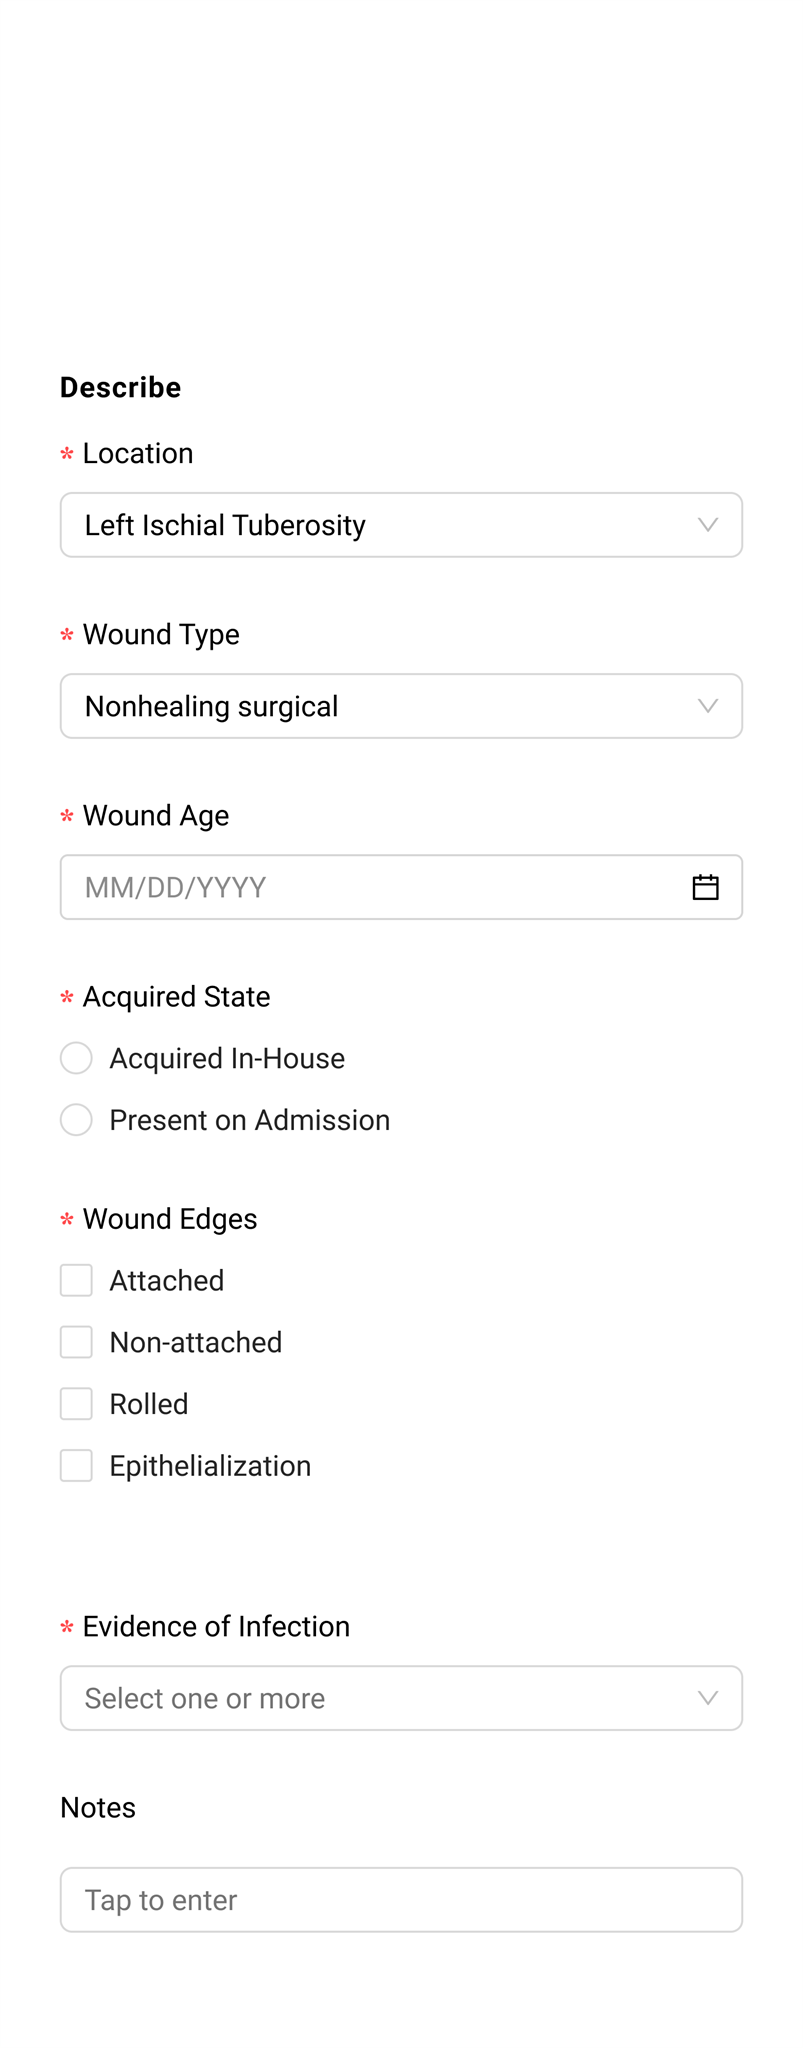 Describe
* Location
Left Ischial Tuberosity
* Wound Type
Nonhealing surgical
* Wound Age
MM/DD/YYYY
* Acquired State
Acquired In-House
Present on Admission
* Wound Edges
Attached
Non-attached
Rolled
Epithelialization
* Evidence of Infection
Select one or more
Notes
Tap to enter